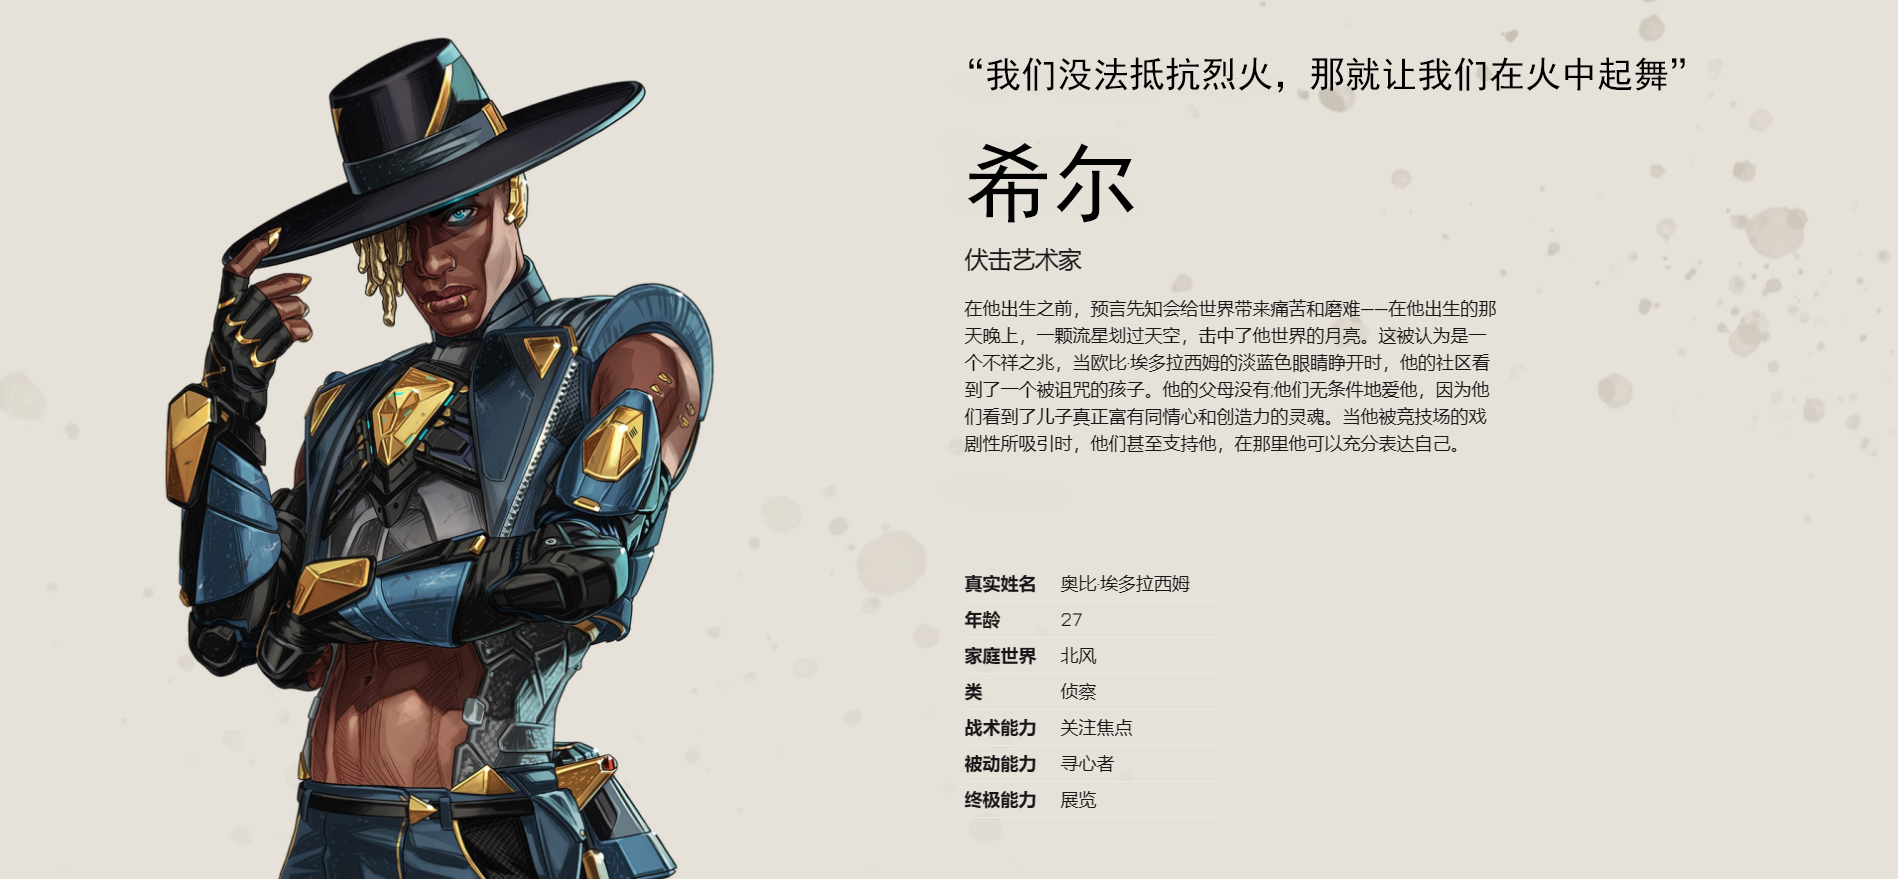 “我们没法抵抗烈火，那就让我们在火中起舞”
希尔
伏击艺术家
在他出生之前，预言先知会给世界带来痛苦和磨难——在他出生的那
天晚上，一颗流星划过天空，击中了他世界的月亮。这被认为是一
个不祥之兆，当欧比·埃多拉西姆的淡蓝色眼睛睁开时，他的社区看
到了一个被诅咒的孩子。他的父母没有;他们无条件地爱他，因为他
们看到了儿子真正富有同情心和创造力的灵魂。当他被竞技场的戏
剧性所吸引时，他们甚至支持他，在那里他可以充分表达自己。
真实姓名 奥比·埃多拉西姆
年龄 27
家庭世界 北风
类 侦察
战术能力 关注焦点
被动能力 寻心者
终极能力 展览